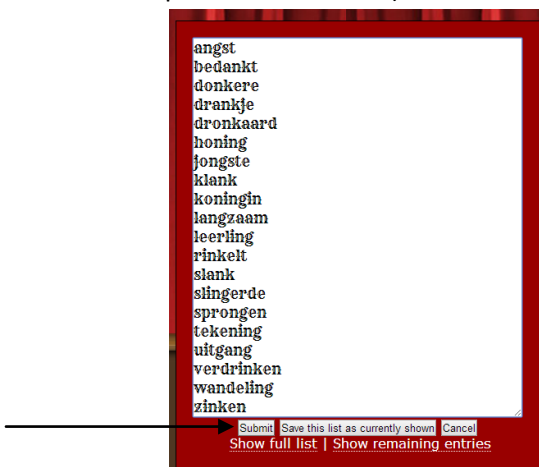 angst
bedankt
donkere
drankje
dronkaard
honing
jongste
klank
koningin
langzaam
leerling
rinkelt
slank
slingerde
sprongen
tekening
uitgang
verdrinken
wandeling
zinken
Submit Save this list as currently shown Cancel
Show full list | Show remaining entries